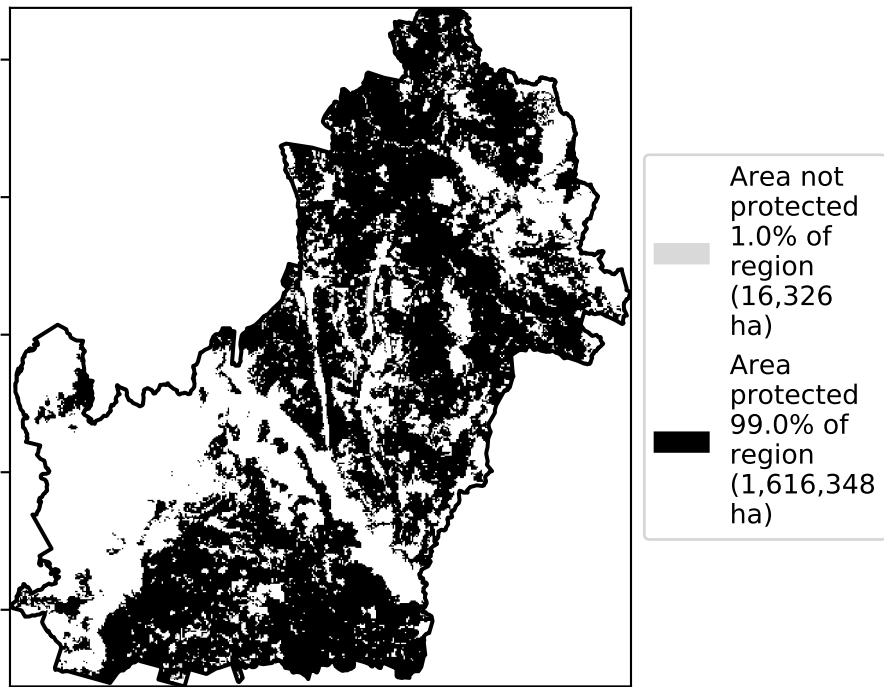 Area not
protected
1.0% of
region
(16,326
ha)
Area
protected
99.0% of
region
(1,616,348
ha)